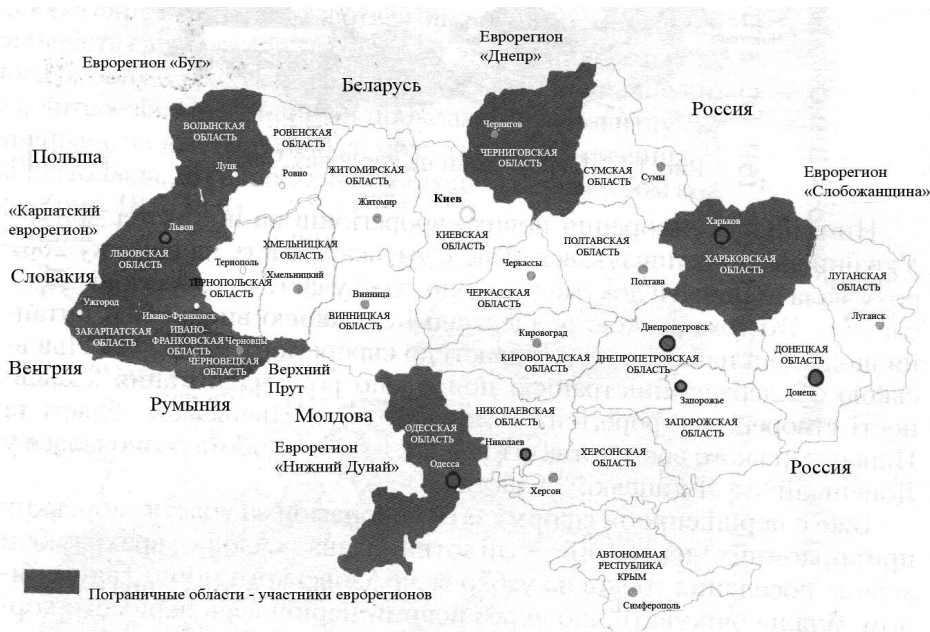 Еврорегион «Буг»
Беларусь
Еврорегион
«Днепр»
Россия
Еврорегион
«Слобожанщина»
Польша
«Карпатский
еврорегион»
Словакия
Венгрия
Румыния
Верхний
Прут
Молдова
Еврорегион
«Нижний Дунай»
Россия
ВОЛЫНСКАЯ
ОБЛАСТЬ
Луцк
РОВЕНСКАЯ
ОБЛАСТЬ
Ровно
ЖИТОМИРСКАЯ
ОБЛАСТЬ
Житомир
Киев
КИЕВСКАЯ
ОБЛАСТЬ
Чернигов
ЧЕРНИГОВСКАЯ
ОБЛАСТЬ
СУМСКАЯ
ОБЛАСТЬ
Сумы
Львов
ЛЬВОВСКАЯ
ОБЛАСТЬ
Тернополь
ТЕРНОПОЛЬСКАЯ
ОБЛАСТЬ
ХМЕЛЬНИЦКАЯ
ОБЛАСТЬ
Хмельницкий
Винница
ВИННИЦКАЯ
ОБЛАСТЬ
Черкассы
ЧЕРКАССКАЯ
ОБЛАСТЬ
ПОЛТАВСКАЯ
ОБЛАСТЬ
Полтава
Харьков
ХАРЬКОВСКАЯ
ОБЛАСТЬ
ЛУГАНСКАЯ
ОБЛАСТЬ
Луганск
Ужгород
ЗАКАРПАТСКАЯ
ОБЛАСТЬ
Ивано-Франковск
ИВАНО-
ФРАНКОВСКАЯ
ОБЛАСТЬ
Черновцы
ЧЕРНОВЕЦКАЯ
ОБЛАСТЬ
Кировоград
КИРОВОГРАДСКАЯ
ОБЛАСТЬ
Днепропетровск
ДНЕПРОПЕТРОВСКАЯ
ОБЛАСТЬ
ДОНЕЦКАЯ
ОБЛАСТЬ
Донецк
Запорожье
ЗАПОРОЖСКАЯ
ОБЛАСТЬ
ОДЕССКАЯ
ОБЛАСТЬ
Одесса
НИКОЛАЕВСКАЯ
ОБЛАСТЬ
Николаев
ХЕРСОНСКАЯ
ОБЛАСТЬ
Херсон
АВТОНОМНАЯ
РЕСПУБЛИКА
КРЫМ
Симферополь
Пограничные области - участники еврорегионов